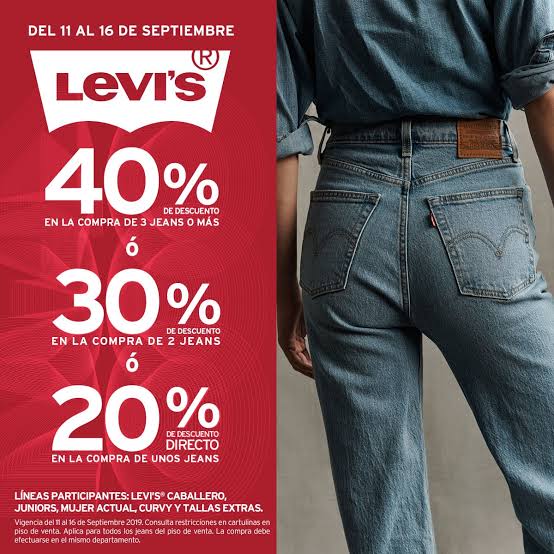 DEL 11 AL 16 DE SEPTIEMBRE
LEVI'S®
40%
DE DESCUENTO
EN LA COMPRA DE 3 JEANS O MÁS
ó
30%
DE DESCUENTO
EN LA COMPRA DE 2 JEANS
ó
20%
DE DESCUENTO
DIRECTO
EN LA COMPRA DE UNOS JEANS
LÍNEAS PARTICIPANTES: LEVI'S® CABALLERO,
JUNIORS, MUJER ACTUAL, CURVY Y TALLAS EXTRAS.
Vigencia del 11 al 16 de Septiembre 2019. Consulta restricciones en cartulinas en
piso de venta. Aplica para todos los jeans del piso de venta. La compra debe
efectuarse en el mismo departamento.